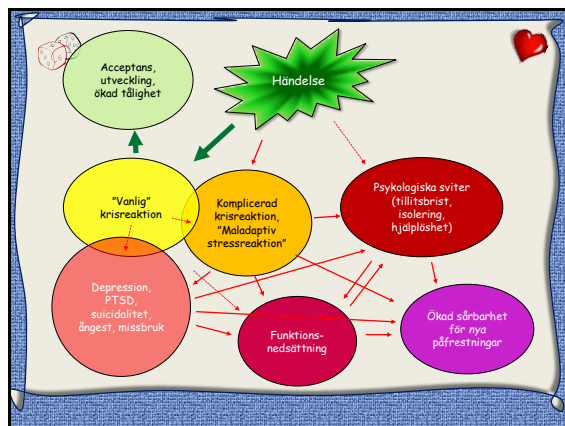 Acceptans,
utveckling,
ökad tålighet
Händelse
"Vanlig"
krisreaktion
Komplicerad
krisreaktion,
"Maladaptiv
stressreaktion"
Psykologiska sviter
(tillitsbrist,
isolering,
hjälplöshet)
Depression,
PTSD,
suicidalitet,
ångest, missbruk
Funktions-
nedsättning
Ökad sårbarhet
för nya
påfrestningar